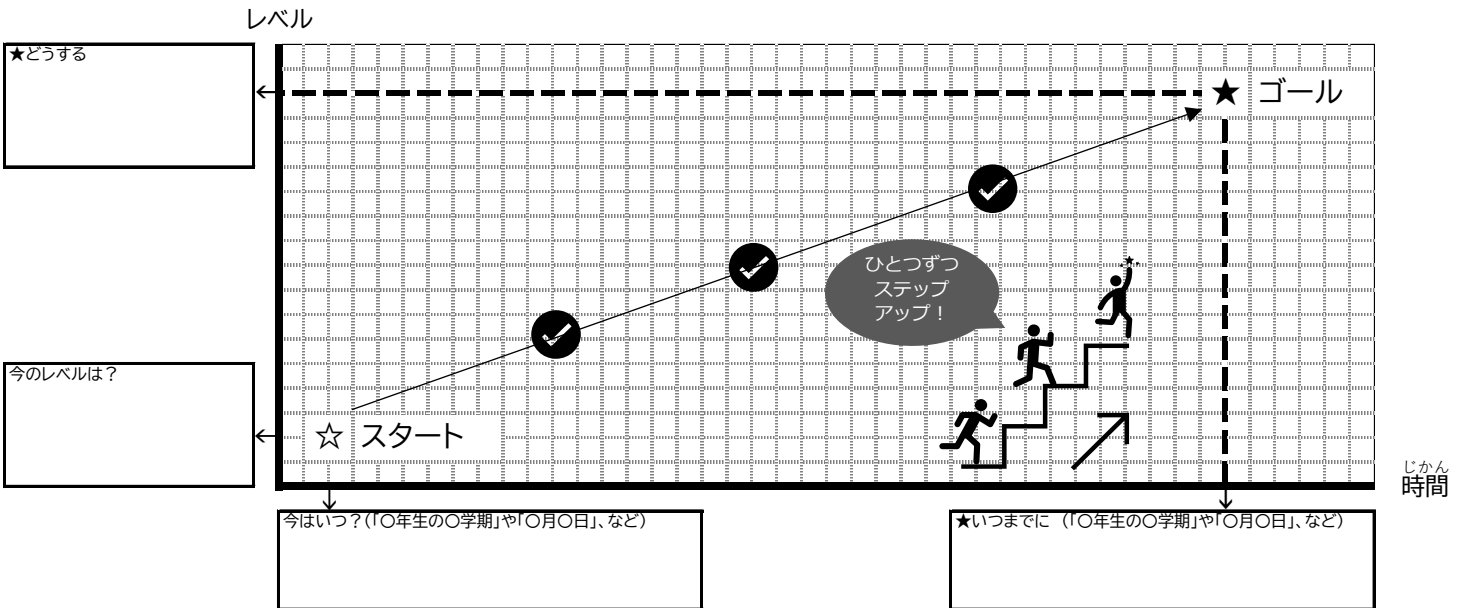 レベル
★どうする
★ ゴール
ひとつずつ
ステップ
アップ！
今のレベルは？
☆ スタート
じかん
時間
今はいつ？(「〇年生の〇学期」や「〇月〇日」、など)
★いつまでに (「〇年生の〇学期」や「〇月〇日」、など)